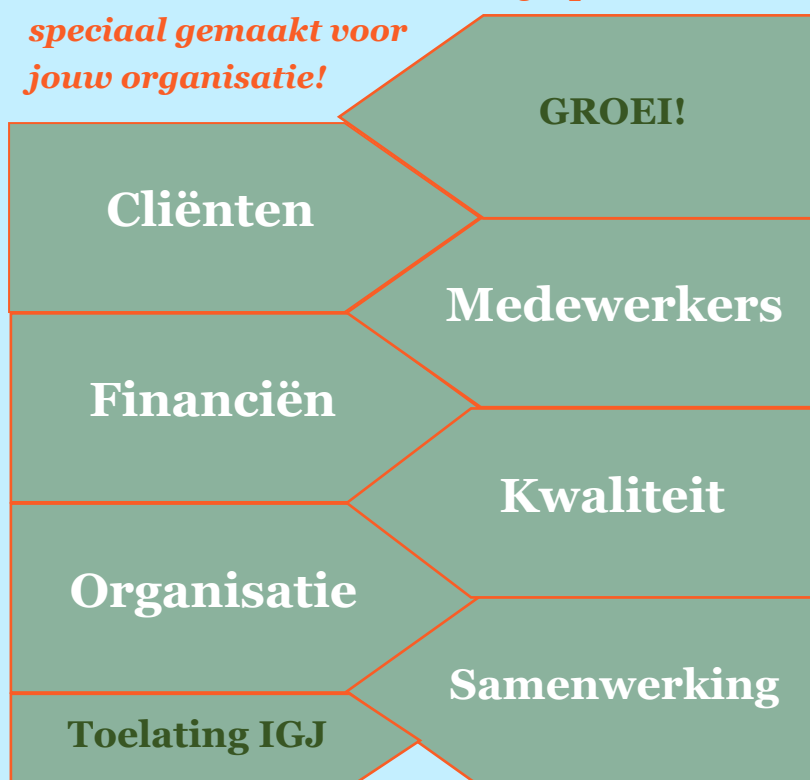 speciaal gemaakt voor
jouw organisatie!
GROEI!
Cliënten
Medewerkers
Financiën
Kwaliteit
Organisatie
Samenwerking
Toelating IGJ